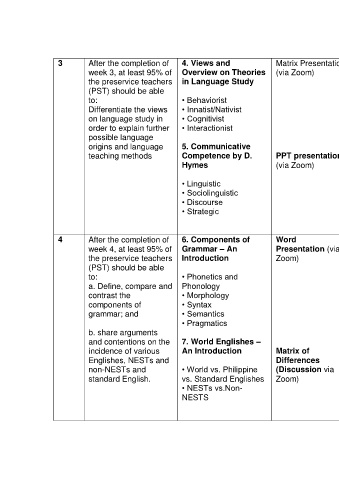 3
After the completion of
week 3, at least 95% of
the preservice teachers
(PST) should be able
to:
Differentiate the views
on language study in
order to explain further
possible language
origins and language
teaching methods
4. Views and
Overview on Theories
in Language Study
• Behaviorist
• Innatist/Nativist
• Cognitivist
• Interactionist
5. Communicative
Competence by D.
Hymes
• Linguistic
• Sociolinguistic
• Discourse
• Strategic
Matrix Presentatio
(via Zoom)
PPT presentation
(via Zoom)
4
After the completion of
week 4, at least 95% of
the preservice teachers
(PST) should be able
to:
a. Define, compare and
contrast the
components of
grammar; and
b. share arguments
and contentions on the
incidence of various
Englishes, NESTs and
non-NESTs and
standard English.
6. Components of
Grammar – An
Introduction
• Phonetics and
Phonology
• Morphology
• Syntax
• Semantics
• Pragmatics
7. World Englishes –
An Introduction
• World vs. Philippine
vs. Standard Englishes
• NESTs vs.Non-
NESTS
Word
Presentation (via
Zoom)
Matrix of
Differences
(Discussion via
Zoom)